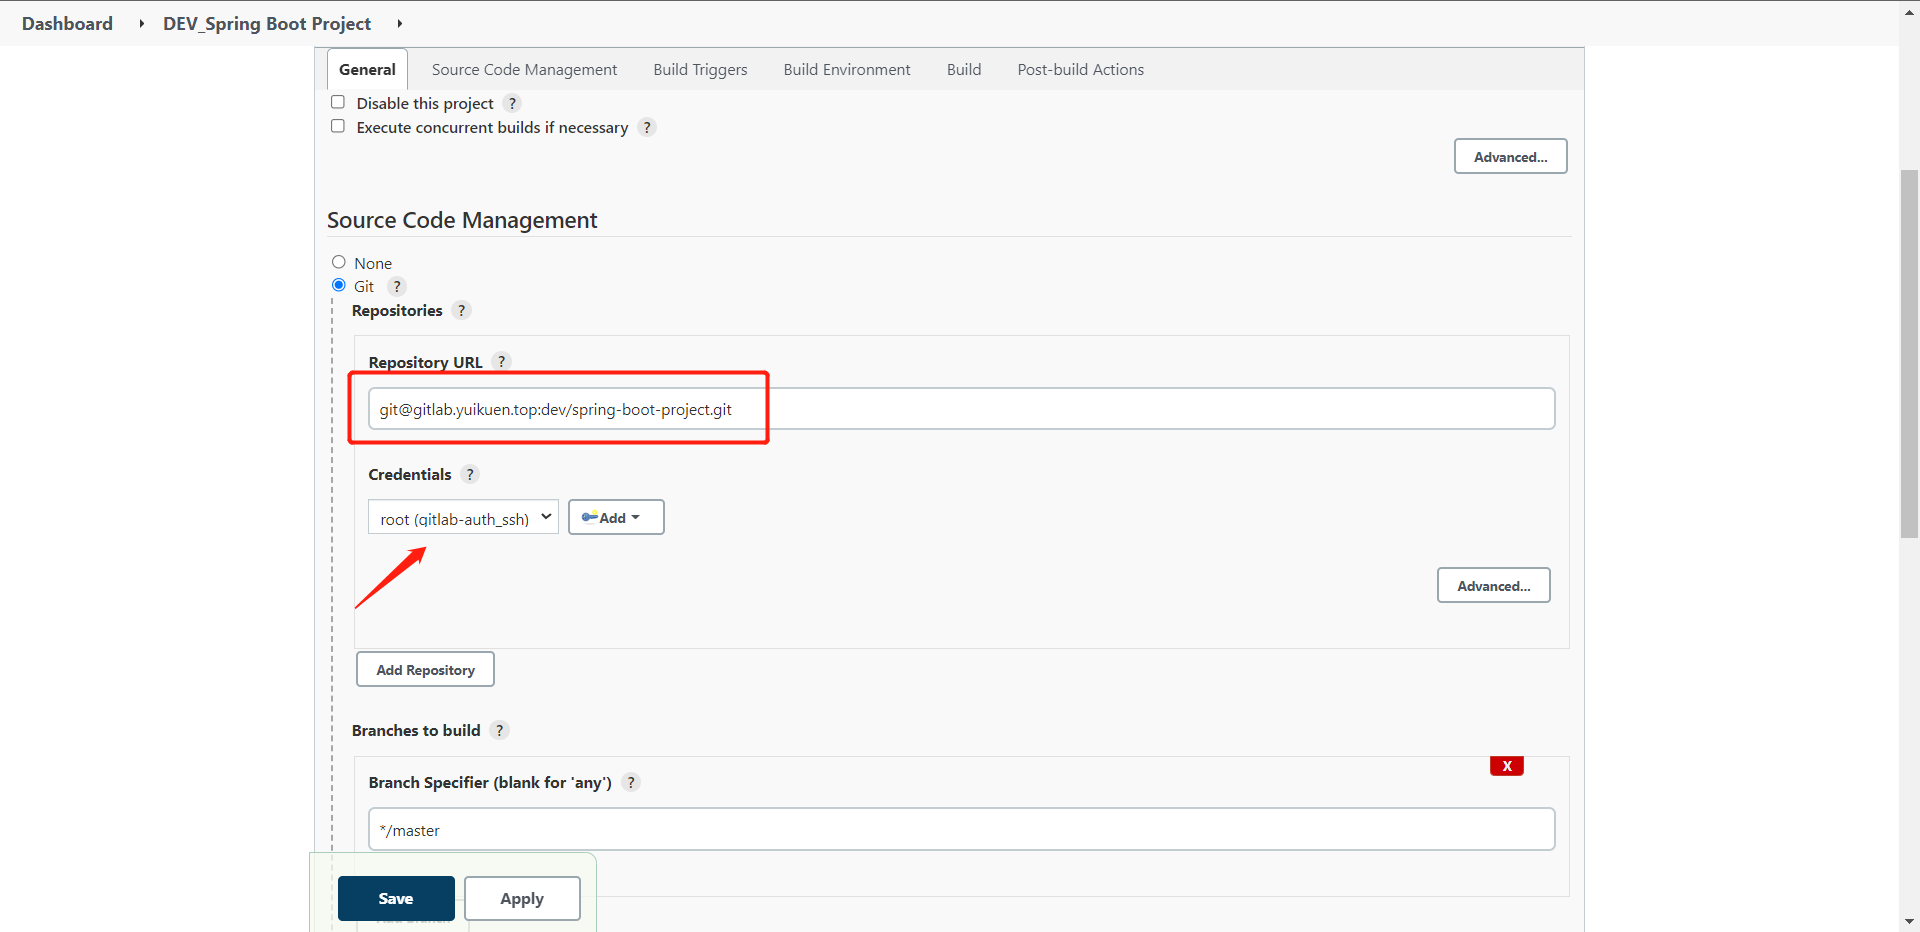 Dashboard DEV_Spring Boot Project
General Source Code Management Build Triggers Build Environment Build Post-build Actions
Disable this project ?
Execute concurrent builds if necessary ?
Advanced...
Source Code Management
None
Git ?
Repositories ?
Repository URL ?
git@gitlab.yuikuen.top:dev/spring-boot-project.git
Credentials ?
root (gitlab-auth_ssh) Add
Advanced...
Add Repository
Branches to build ?
X
Branch Specifier (blank for 'any') ?
*/master
Save Apply
Add Branch